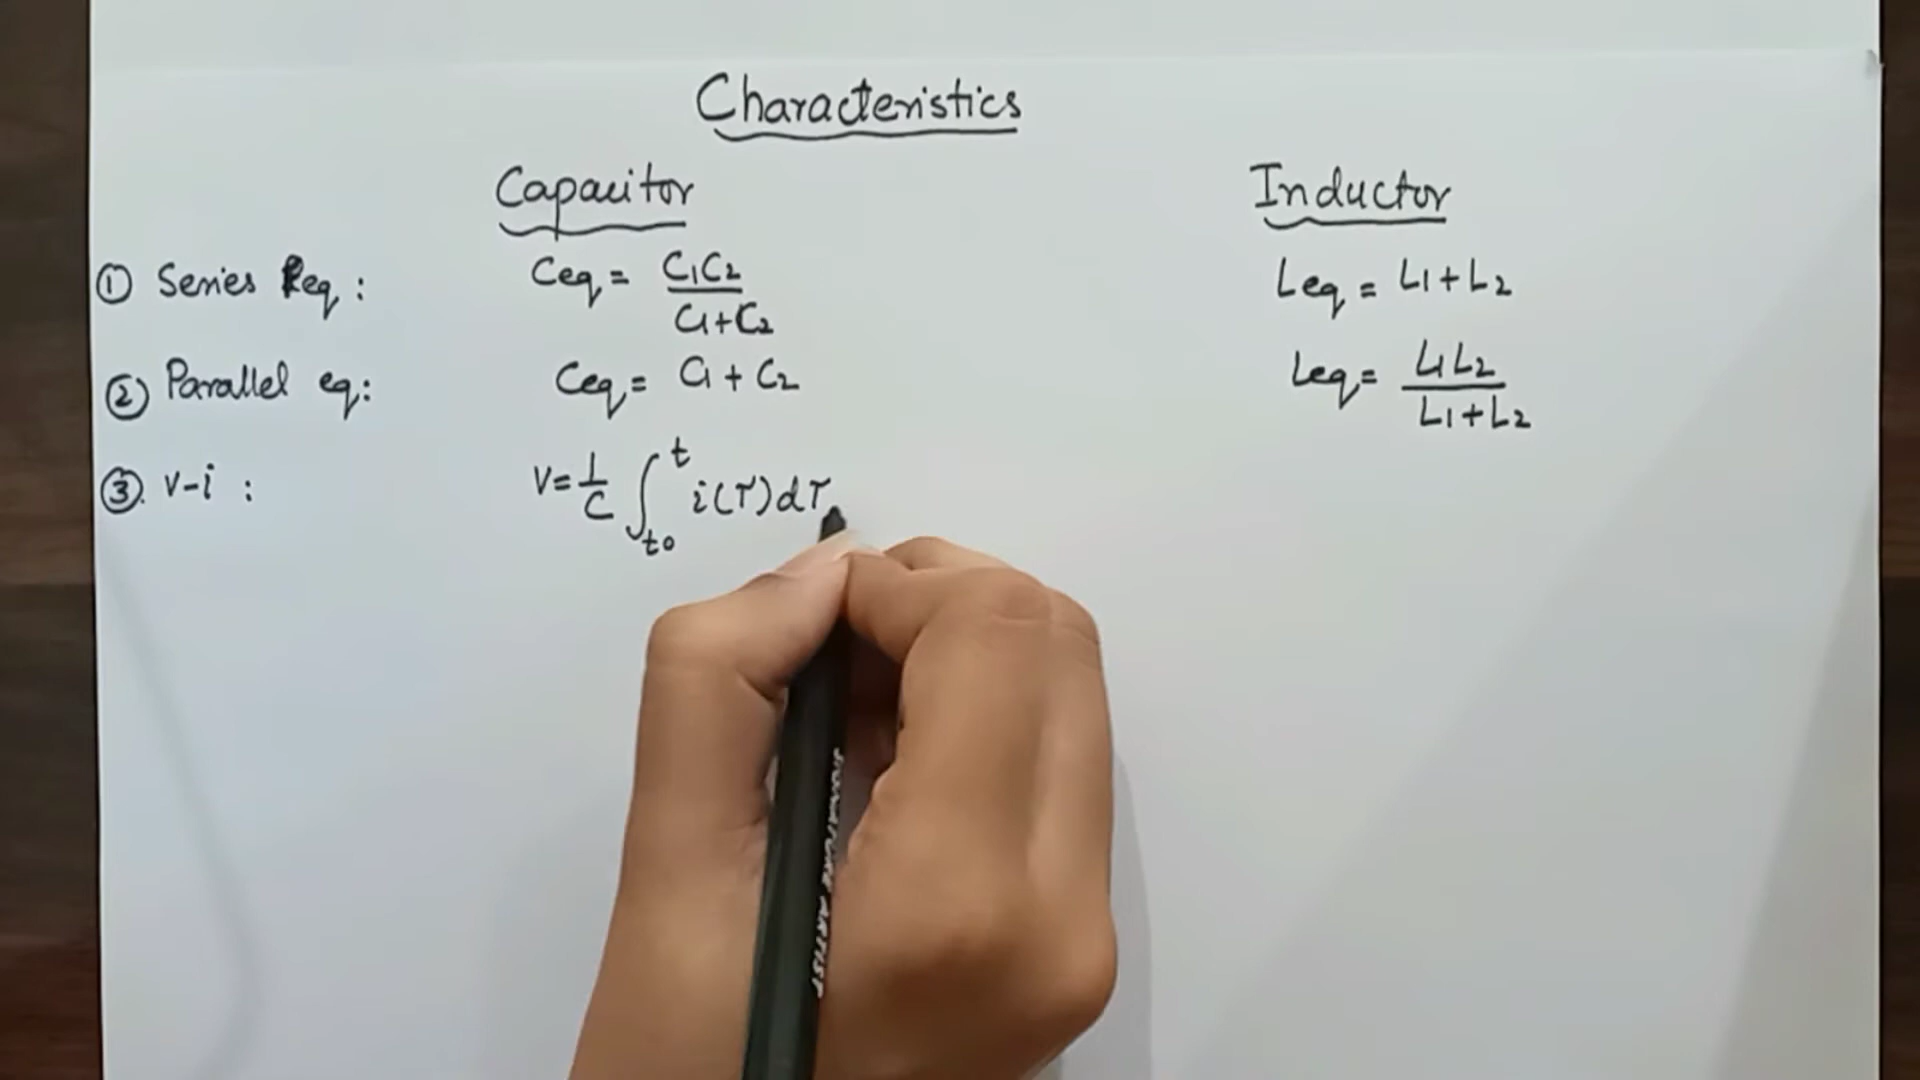 Characteristics
Capacitor Inductor
① Series Req : Ceq = C1C2 / C1+C2 Leq = L1+L2
② Parallel eq: Ceq = C1 + C2 Leq = L1L2 / L1+L2
③. v-i : V = 1/C ∫ t t0 i(τ)dτ